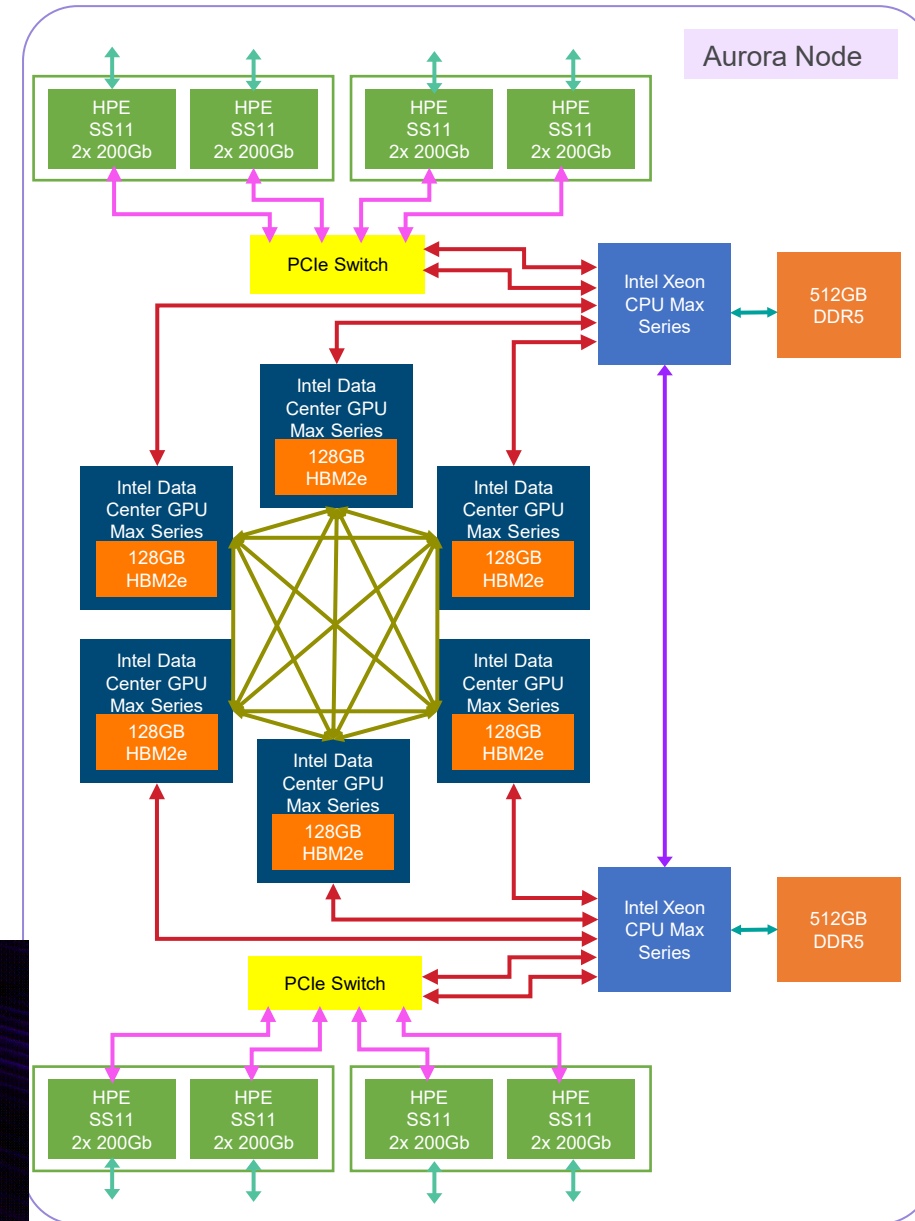 Aurora Node
HPE
SS11
2x 200Gb
HPE
SS11
2x 200Gb
HPE
SS11
2x 200Gb
HPE
SS11
2x 200Gb
PCIe Switch
Intel Xeon
CPU Max
Series
512GB
DDR5
Intel Data
Center GPU
Max Series
128GB
HBM2e
Intel Data
Center GPU
Max Series
128GB
HBM2e
Intel Data
Center GPU
Max Series
128GB
HBM2e
Intel Data
Center GPU
Max Series
128GB
HBM2e
Intel Data
Center GPU
Max Series
128GB
HBM2e
Intel Data
Center GPU
Max Series
128GB
HBM2e
Intel Xeon
CPU Max
Series
512GB
DDR5
PCIe Switch
HPE
SS11
2x 200Gb
HPE
SS11
2x 200Gb
HPE
SS11
2x 200Gb
HPE
SS11
2x 200Gb